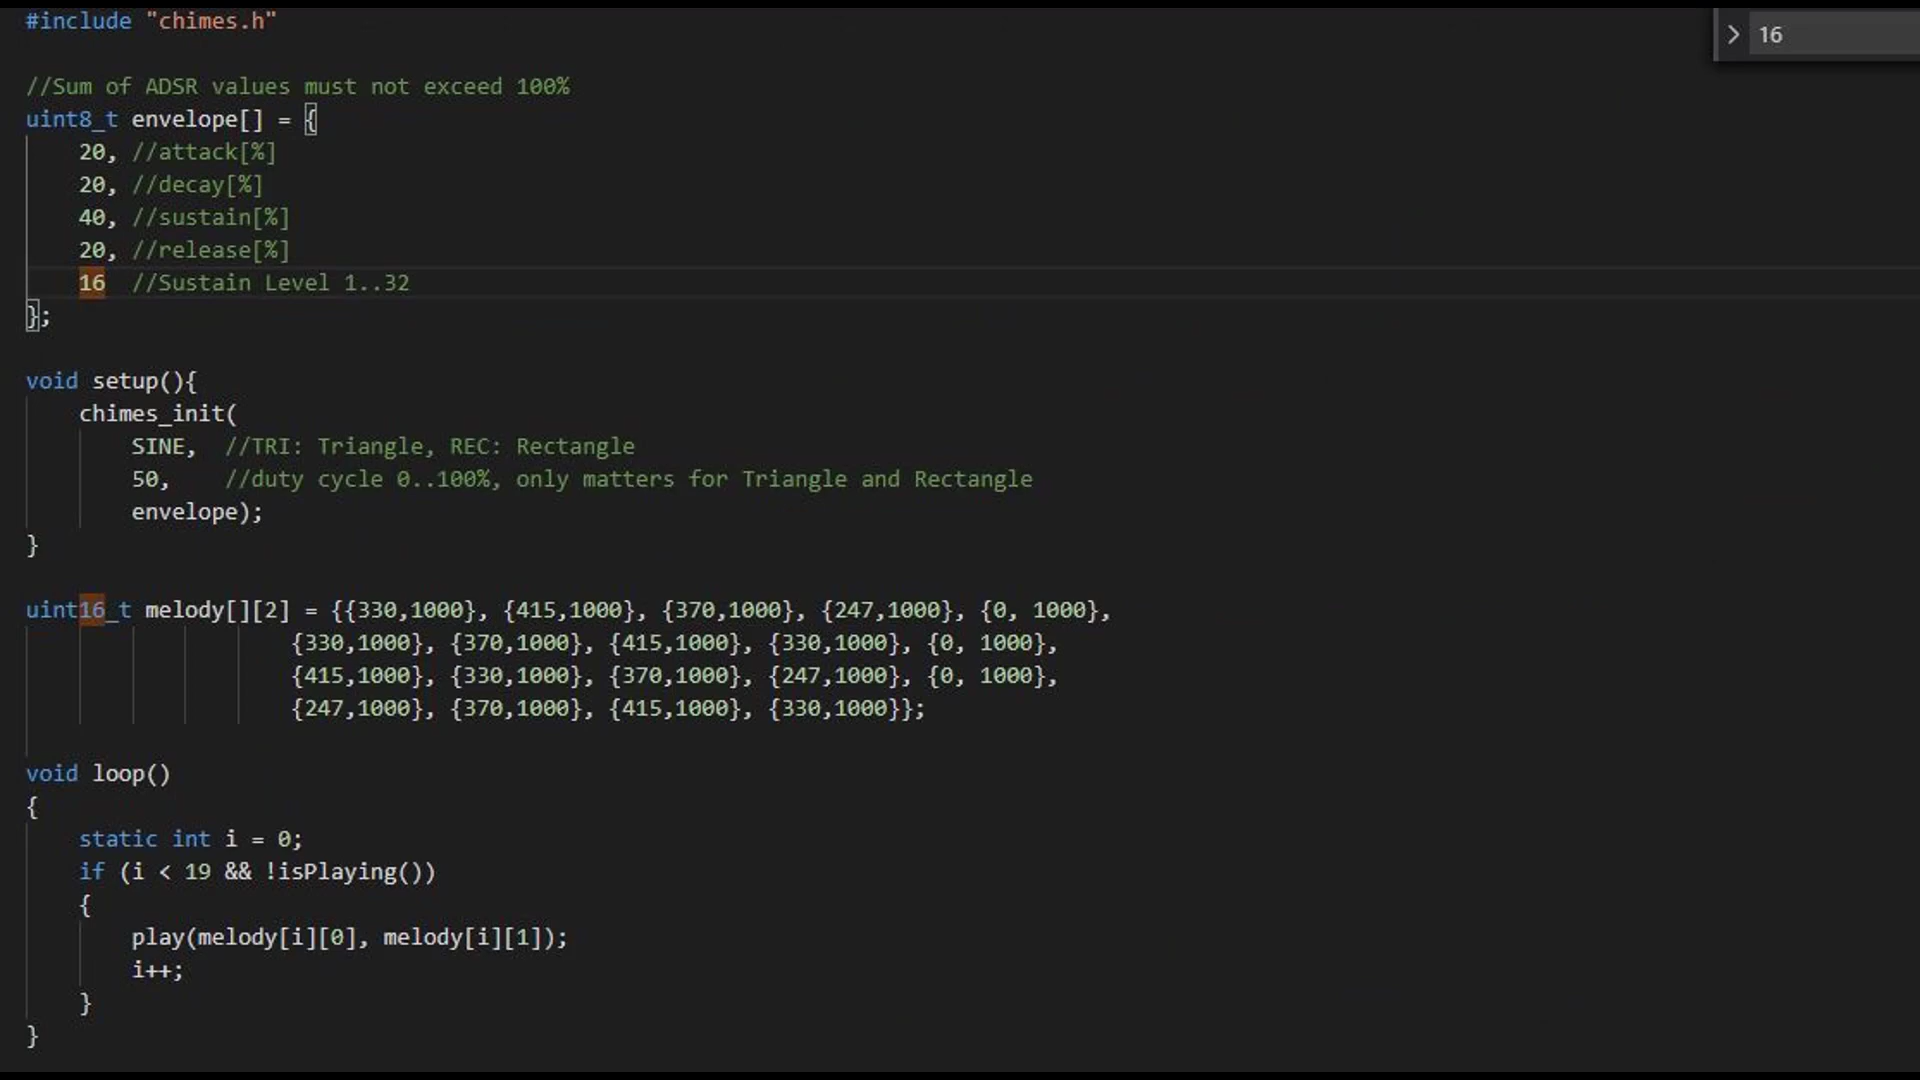 #include "chimes.h"
16
//Sum of ADSR values must not exceed 100%
uint8_t envelope[] = {
20, //attack[%]
20, //decay[%]
40, //sustain[%]
20, //release[%]
16  //Sustain Level 1..32
};
void setup(){
chimes_init(
SINE,  //TRI: Triangle, REC: Rectangle
50,    //duty cycle 0..100%, only matters for Triangle and Rectangle
envelope);
}
uint16_t melody[][2] = {{330,1000}, {415,1000}, {370,1000}, {247,1000}, {0, 1000},
{330,1000}, {370,1000}, {415,1000}, {330,1000}, {0, 1000},
{415,1000}, {330,1000}, {370,1000}, {247,1000}, {0, 1000},
{247,1000}, {370,1000}, {415,1000}, {330,1000}};
void loop()
{
static int i = 0;
if (i < 19 && !isPlaying())
{
play(melody[i][0], melody[i][1]);
i++;
}
}